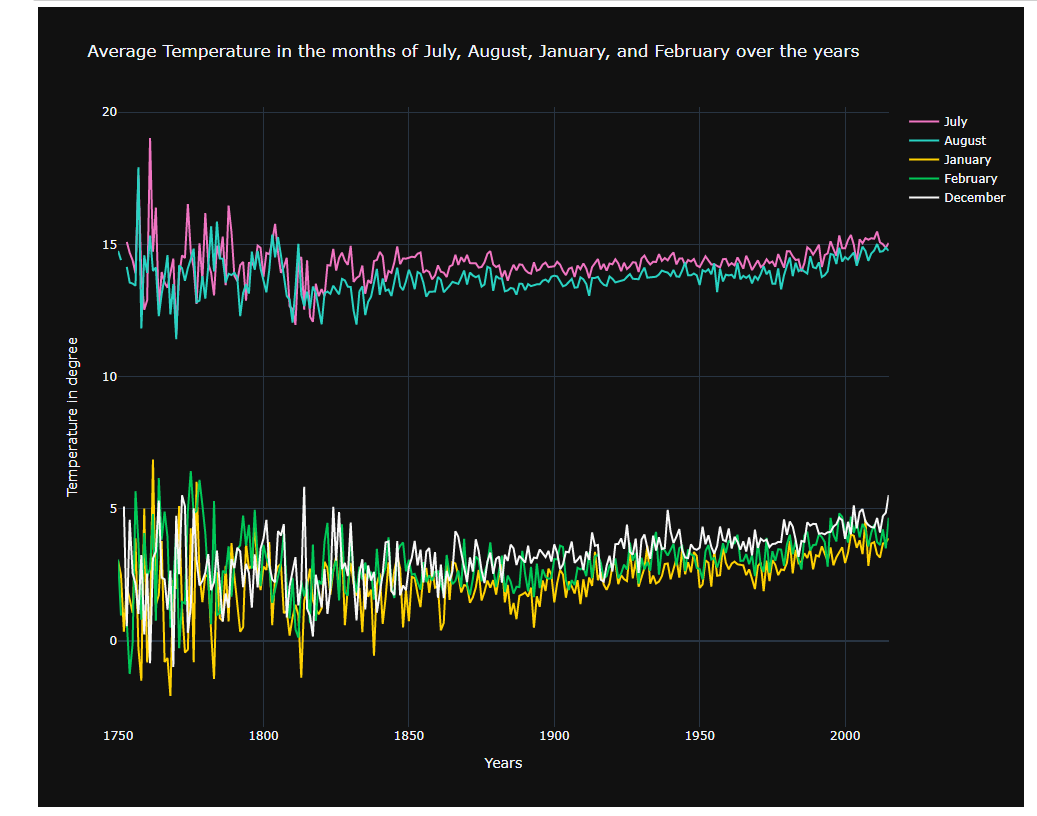 Average Temperature in the months of July, August, January, and February over the years
20
15
10
5
0
Temperature in degree
1750
1800
1850
1900
1950
2000
Years
July
August
January
February
December